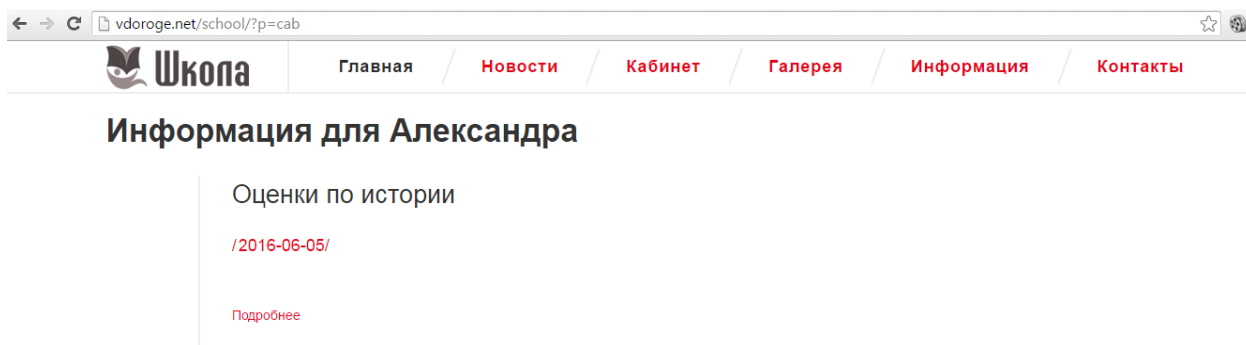 vdoroge.net/school/?p=cab
Школа
Главная Новости Кабинет Галерея Информация Контакты
Информация для Александра
Оценки по истории
/2016-06-05/
Подробнее